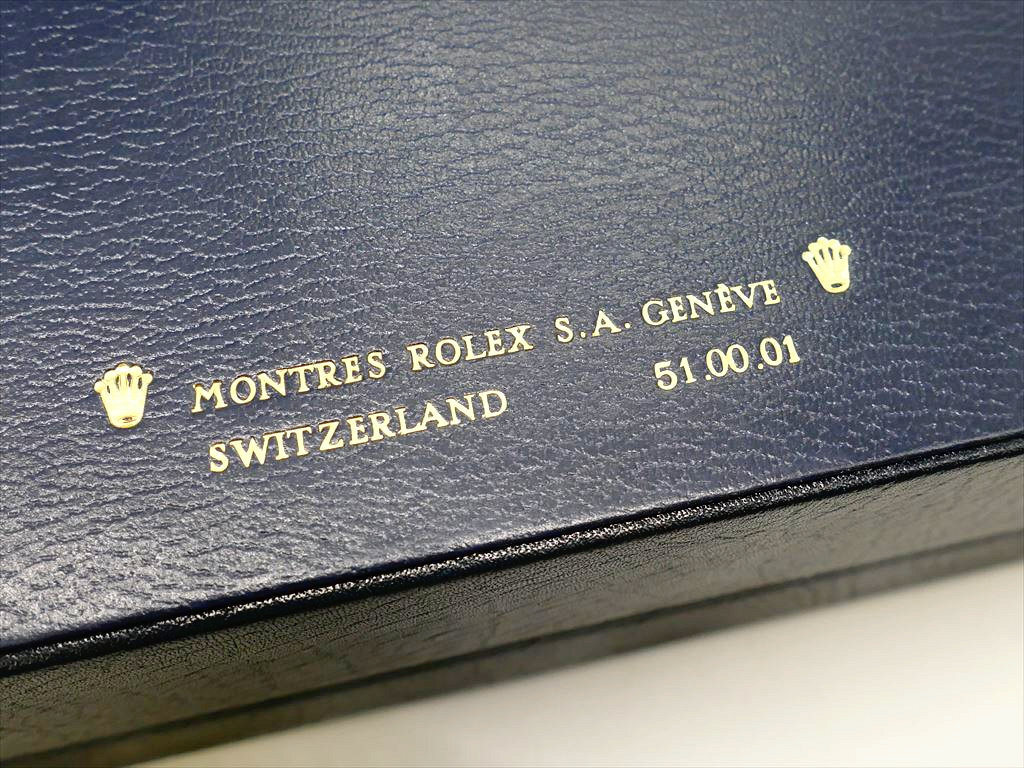 MONTRES ROLEX S.A. GENÈVE
SWITZERLAND 51.00.01